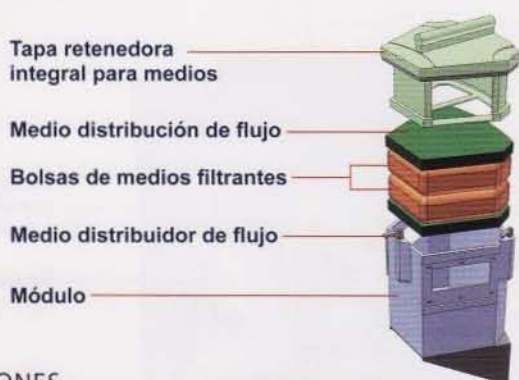 Tapa retenedora
integral para medios
Medio distribución de flujo
Bolsas de medios filtrantes
Medio distribuidor de flujo
Módulo